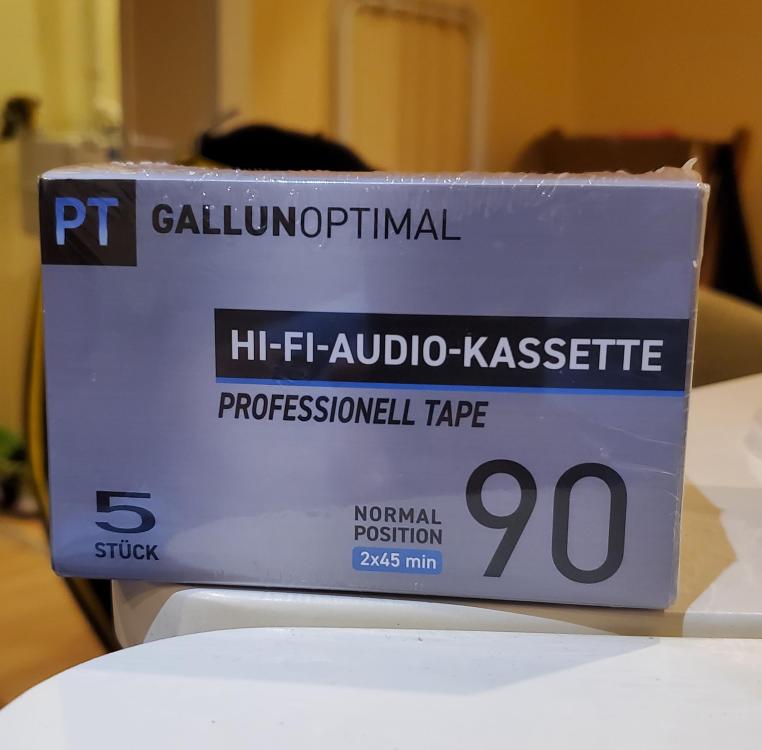 PT GALLUNOPTIMAL
HI-FI-AUDIO-KASSETTE
PROFESSIONELL TAPE
5
STÜCK
NORMAL
POSITION
2x45 min
90